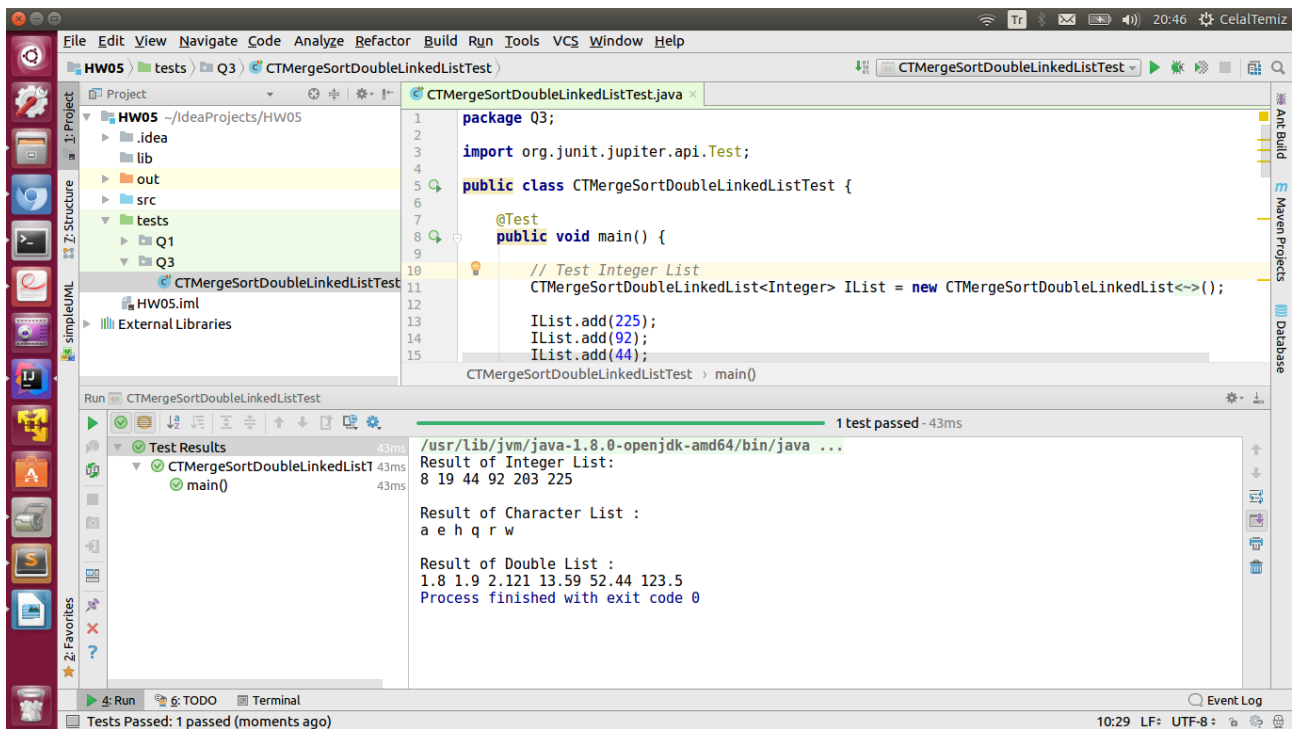 Tr
20:46
CelalTemiz
File Edit View Navigate Code Analyze Refactor Build Run Tools VCS Window Help
HW05 tests Q3 CTMergeSortDoubleLinkedListTest
CTMergeSortDoubleLinkedListTest
1: Project
Z: Structure
simpleUML
2: Favorites
Project
HW05 ~/IdeaProjects/HW05
.idea
lib
out
src
tests
Q1
Q3
CTMergeSortDoubleLinkedListTest
HW05.iml
External Libraries
CTMergeSortDoubleLinkedListTest.java
1 package Q3;
2
3 import org.junit.jupiter.api.Test;
4
5 public class CTMergeSortDoubleLinkedListTest {
6
7 @Test
8 public void main() {
9
10 // Test Integer List
11 CTMergeSortDoubleLinkedList<Integer> IList = new CTMergeSortDoubleLinkedList<~>();
12
13 IList.add(225);
14 IList.add(92);
15 IList.add(44);
CTMergeSortDoubleLinkedListTest › main()
Ant Build
m Maven Projects
Database
Run CTMergeSortDoubleLinkedListTest
1 test passed - 43ms
Test Results 43ms
CTMergeSortDoubleLinkedListT 43ms
main() 43ms
/usr/lib/jvm/java-1.8.0-openjdk-amd64/bin/java ...
Result of Integer List:
8 19 44 92 203 225
Result of Character List :
a e h q r w
Result of Double List :
1.8 1.9 2.121 13.59 52.44 123.5
Process finished with exit code 0
4: Run 6: TODO Terminal Event Log
Tests Passed: 1 passed (moments ago) 10:29 LF÷ UTF-8÷